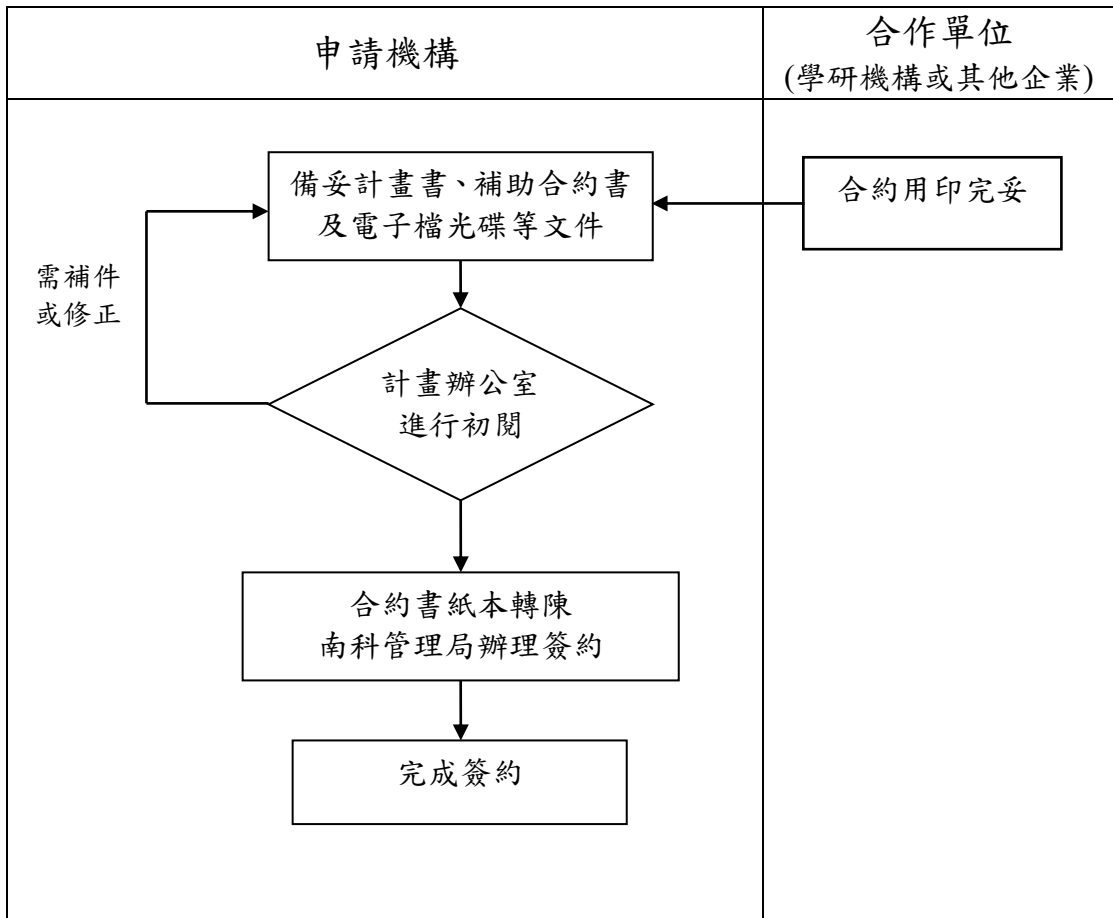 申請機構
合作單位
(學研機構或其他企業)
備妥計畫書、補助合約書
及電子檔光碟等文件
合約用印完妥
需補件
或修正
計畫辦公室
進行初閱
合約書紙本轉陳
南科管理局辦理簽約
完成簽約